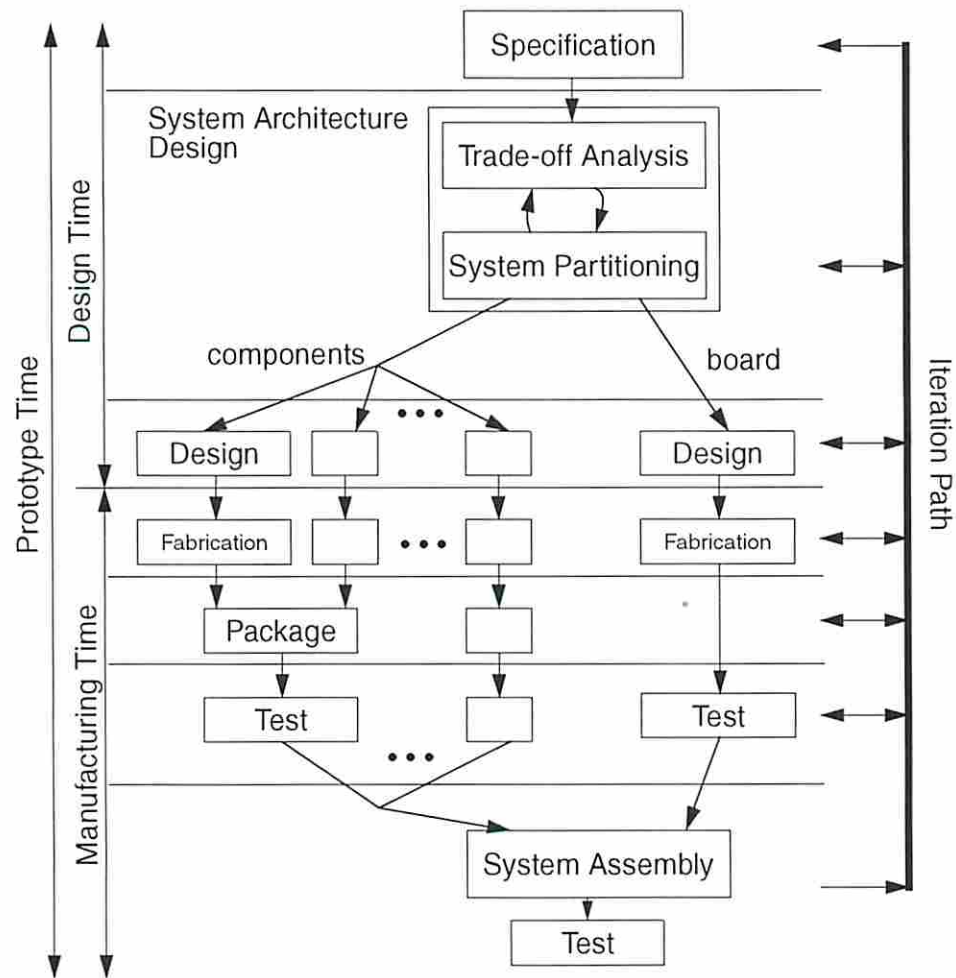 Specification
System Architecture
Design
Trade-off Analysis
System Partitioning
components
board
Design
Design
Fabrication
Fabrication
Package
Test
Test
System Assembly
Test
Prototype Time
Design Time
Manufacturing Time
Iteration Path